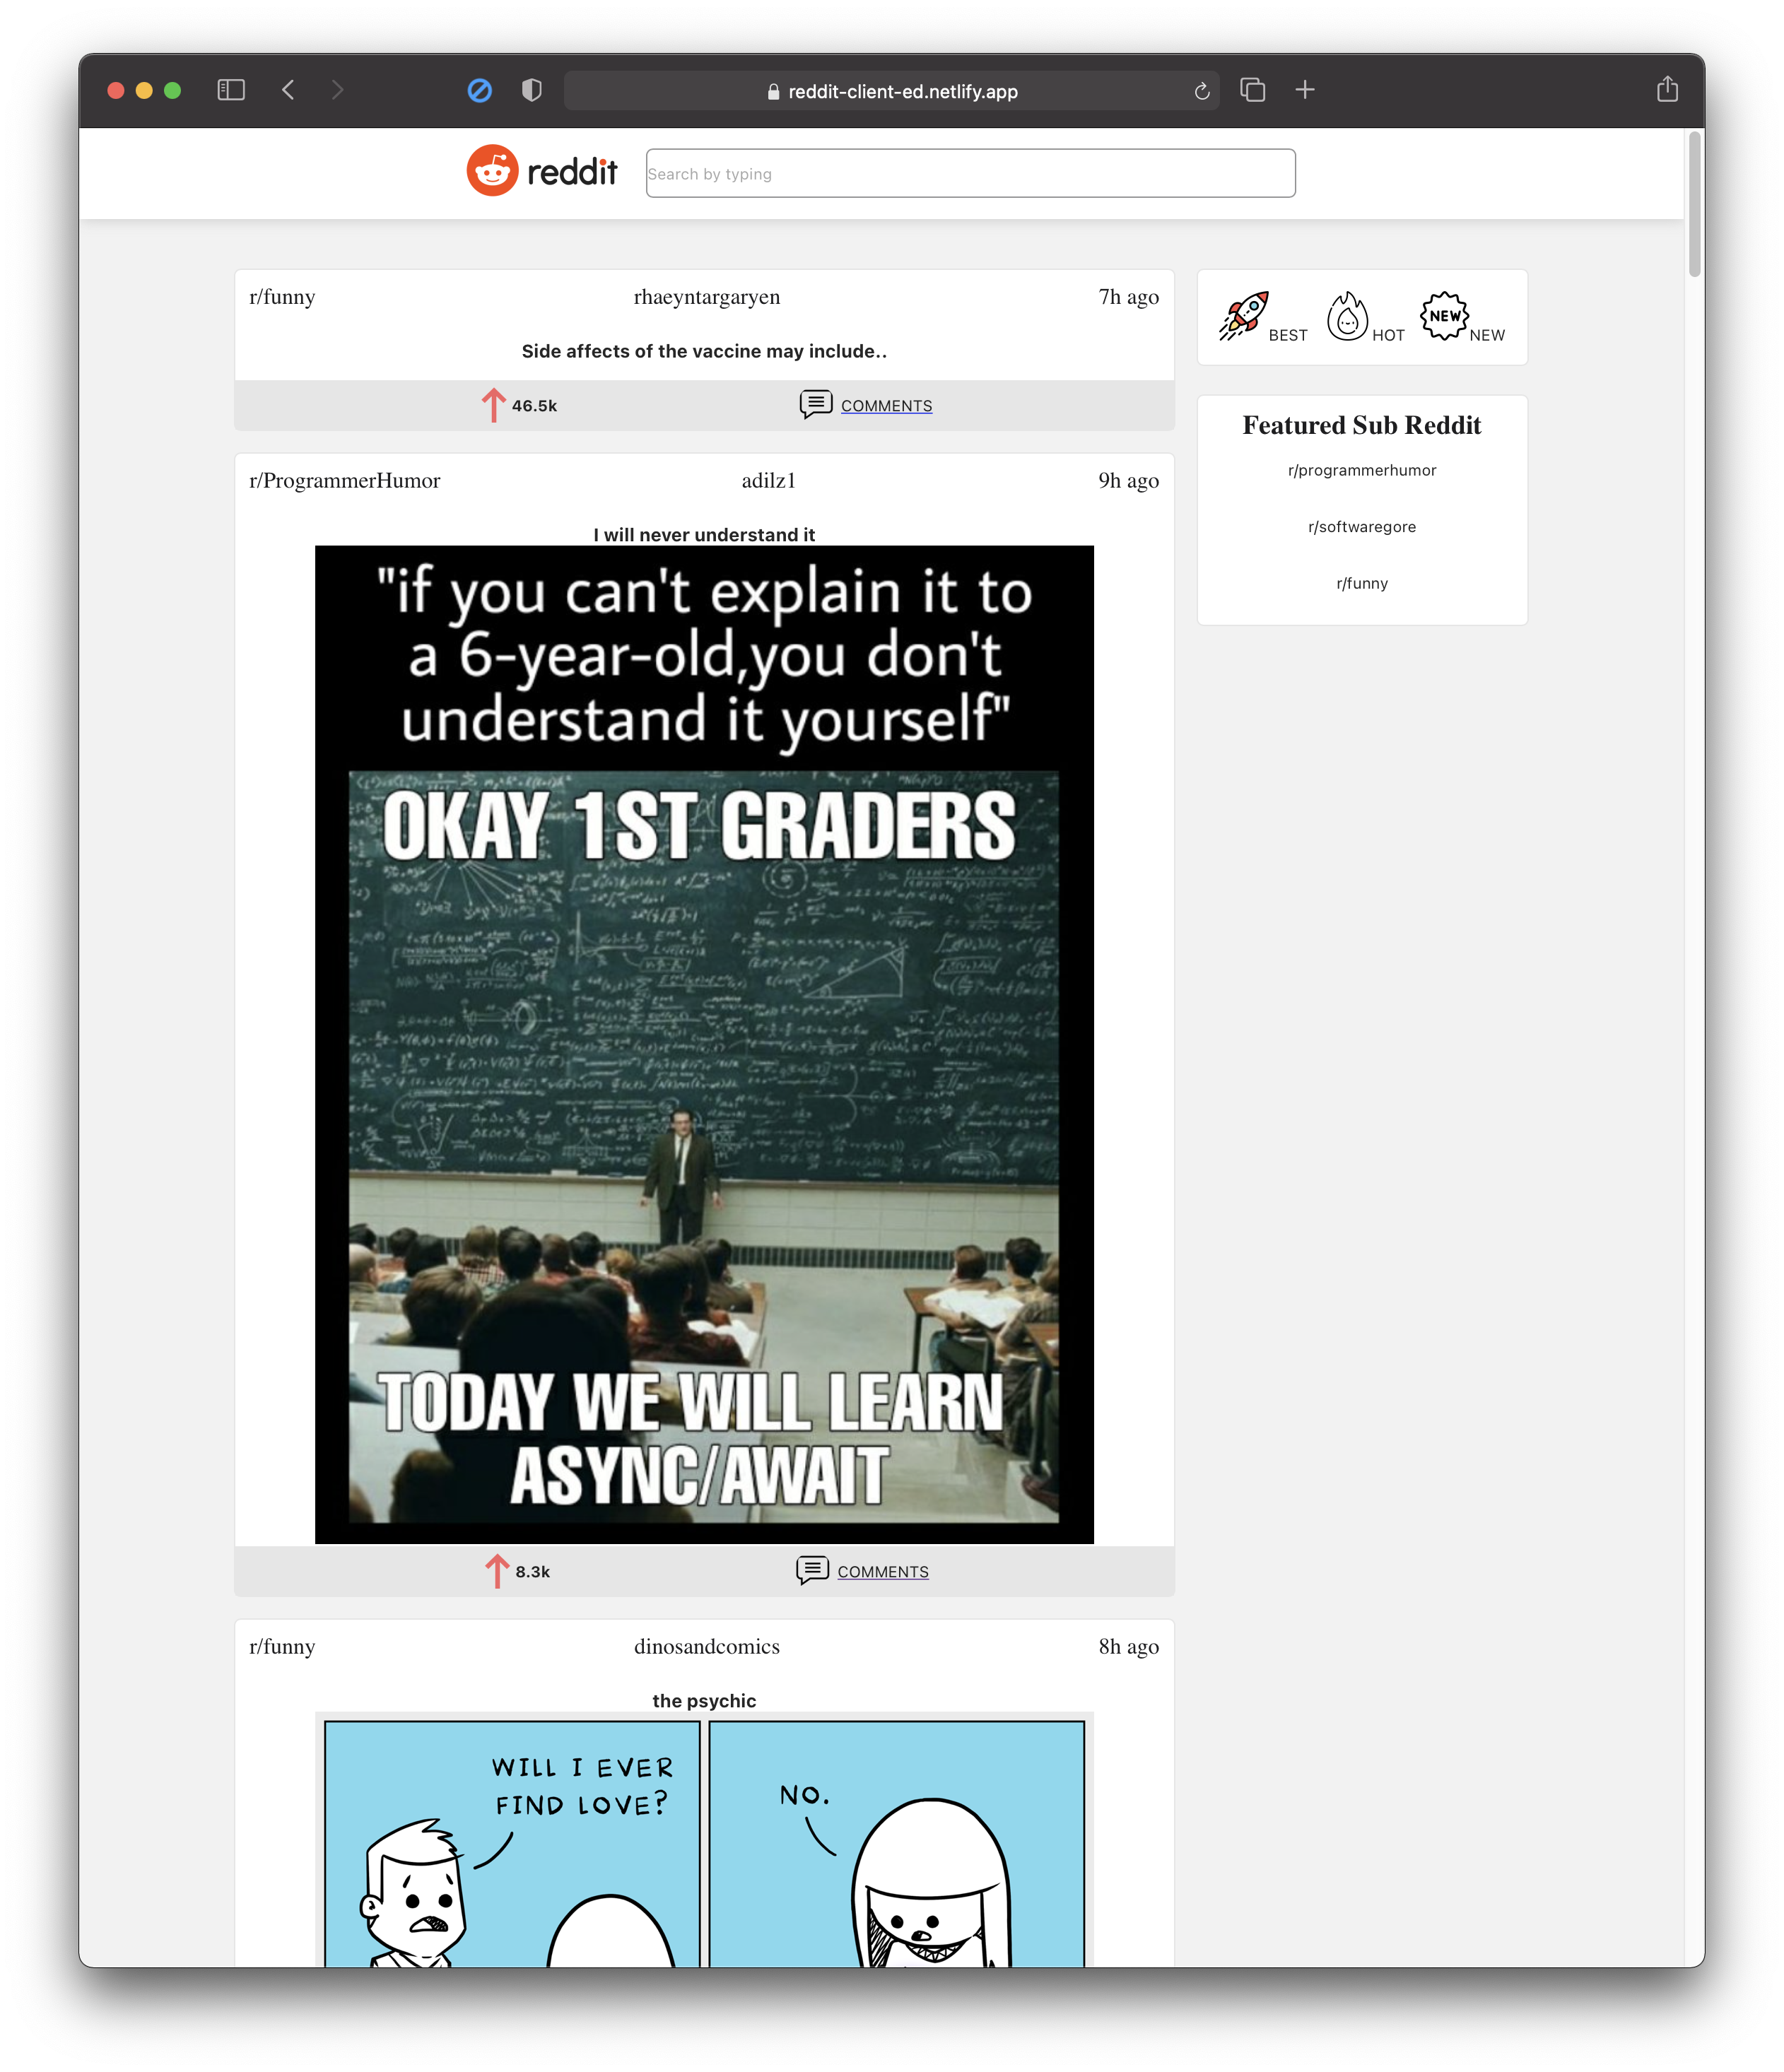 reddit-client-ed.netlify.app
reddit
Search by typing
r/funny rhaeyntargaryen 7h ago
Side affects of the vaccine may include..
46.5k COMMENTS
r/ProgrammerHumor adilz1 9h ago
I will never understand it
"if you can't explain it to
a 6-year-old,you don't
understand it yourself"
OKAY 1ST GRADERS
TODAY WE WILL LEARN
ASYNC/AWAIT
8.3k COMMENTS
r/funny dinosandcomics 8h ago
the psychic
WILL I EVER
FIND LOVE?
NO.
BEST HOT NEW NEW
Featured Sub Reddit
r/programmerhumor
r/softwaregore
r/funny